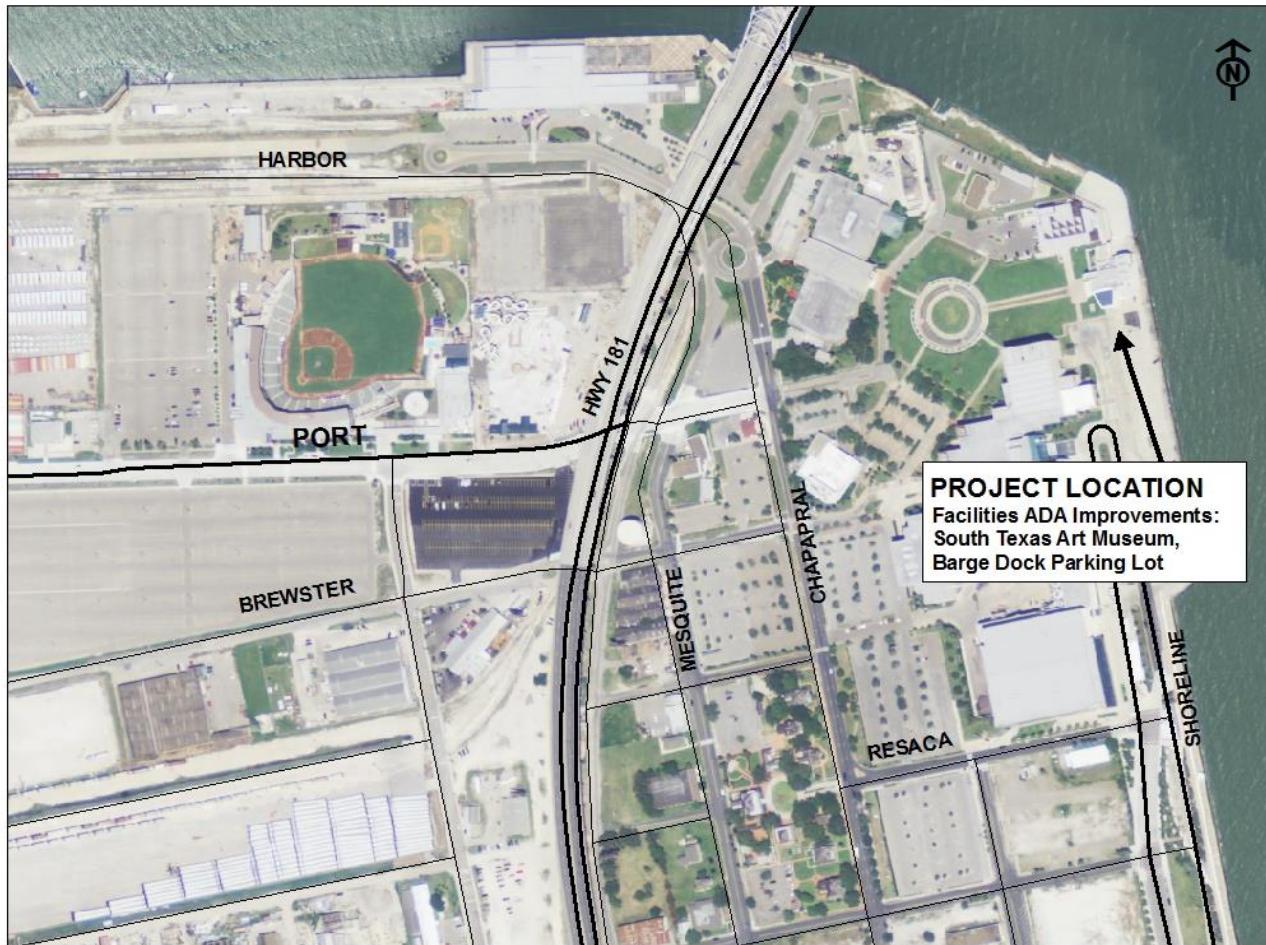 N
HARBOR
HWY 181
PORT
PROJECT LOCATION
Facilities ADA Improvements:
South Texas Art Museum,
Barge Dock Parking Lot
CHAPAPRAL
BREWSTER
MESQUITE
SHORELINE
RESACA